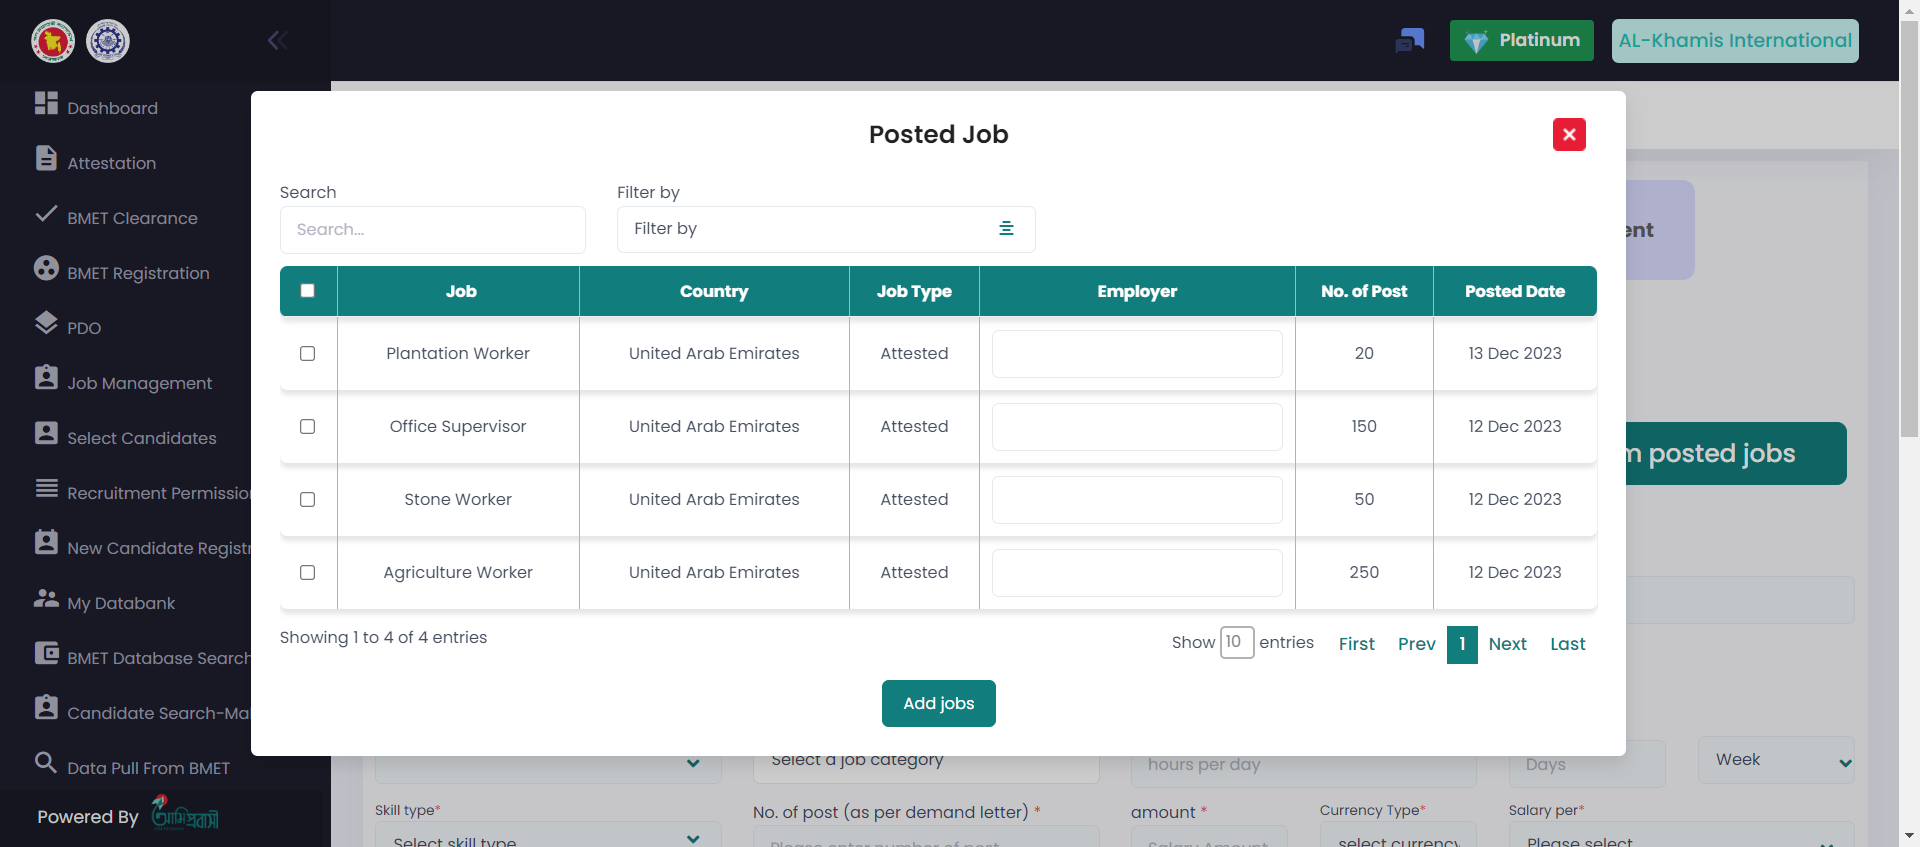 Platinum
AL-Khamis International
Dashboard
Attestation
BMET Clearance
BMET Registration
PDO
Job Management
Select Candidates
Recruitment Permissio
New Candidate Registr
My Databank
BMET Database Search
Candidate Search-Mal
Data Pull From BMET
Powered By আমি প্রবাসী
Posted Job
Search
Filter by
Search...
Filter by
Job Country Job Type Employer No. of Post Posted Date
Plantation Worker United Arab Emirates Attested 20 13 Dec 2023
Office Supervisor United Arab Emirates Attested 150 12 Dec 2023
Stone Worker United Arab Emirates Attested 50 12 Dec 2023
Agriculture Worker United Arab Emirates Attested 250 12 Dec 2023
Showing 1 to 4 of 4 entries
Show 10 entries First Prev 1 Next Last
Add jobs
ent
m posted jobs
Select a job category
hours per day
Days
Week
Skill type*
No. of post (as per demand letter) *
amount *
Currency Type*
Salary per*
Select skill type
Please enter number of post
Salary Amount
select currency
Please select